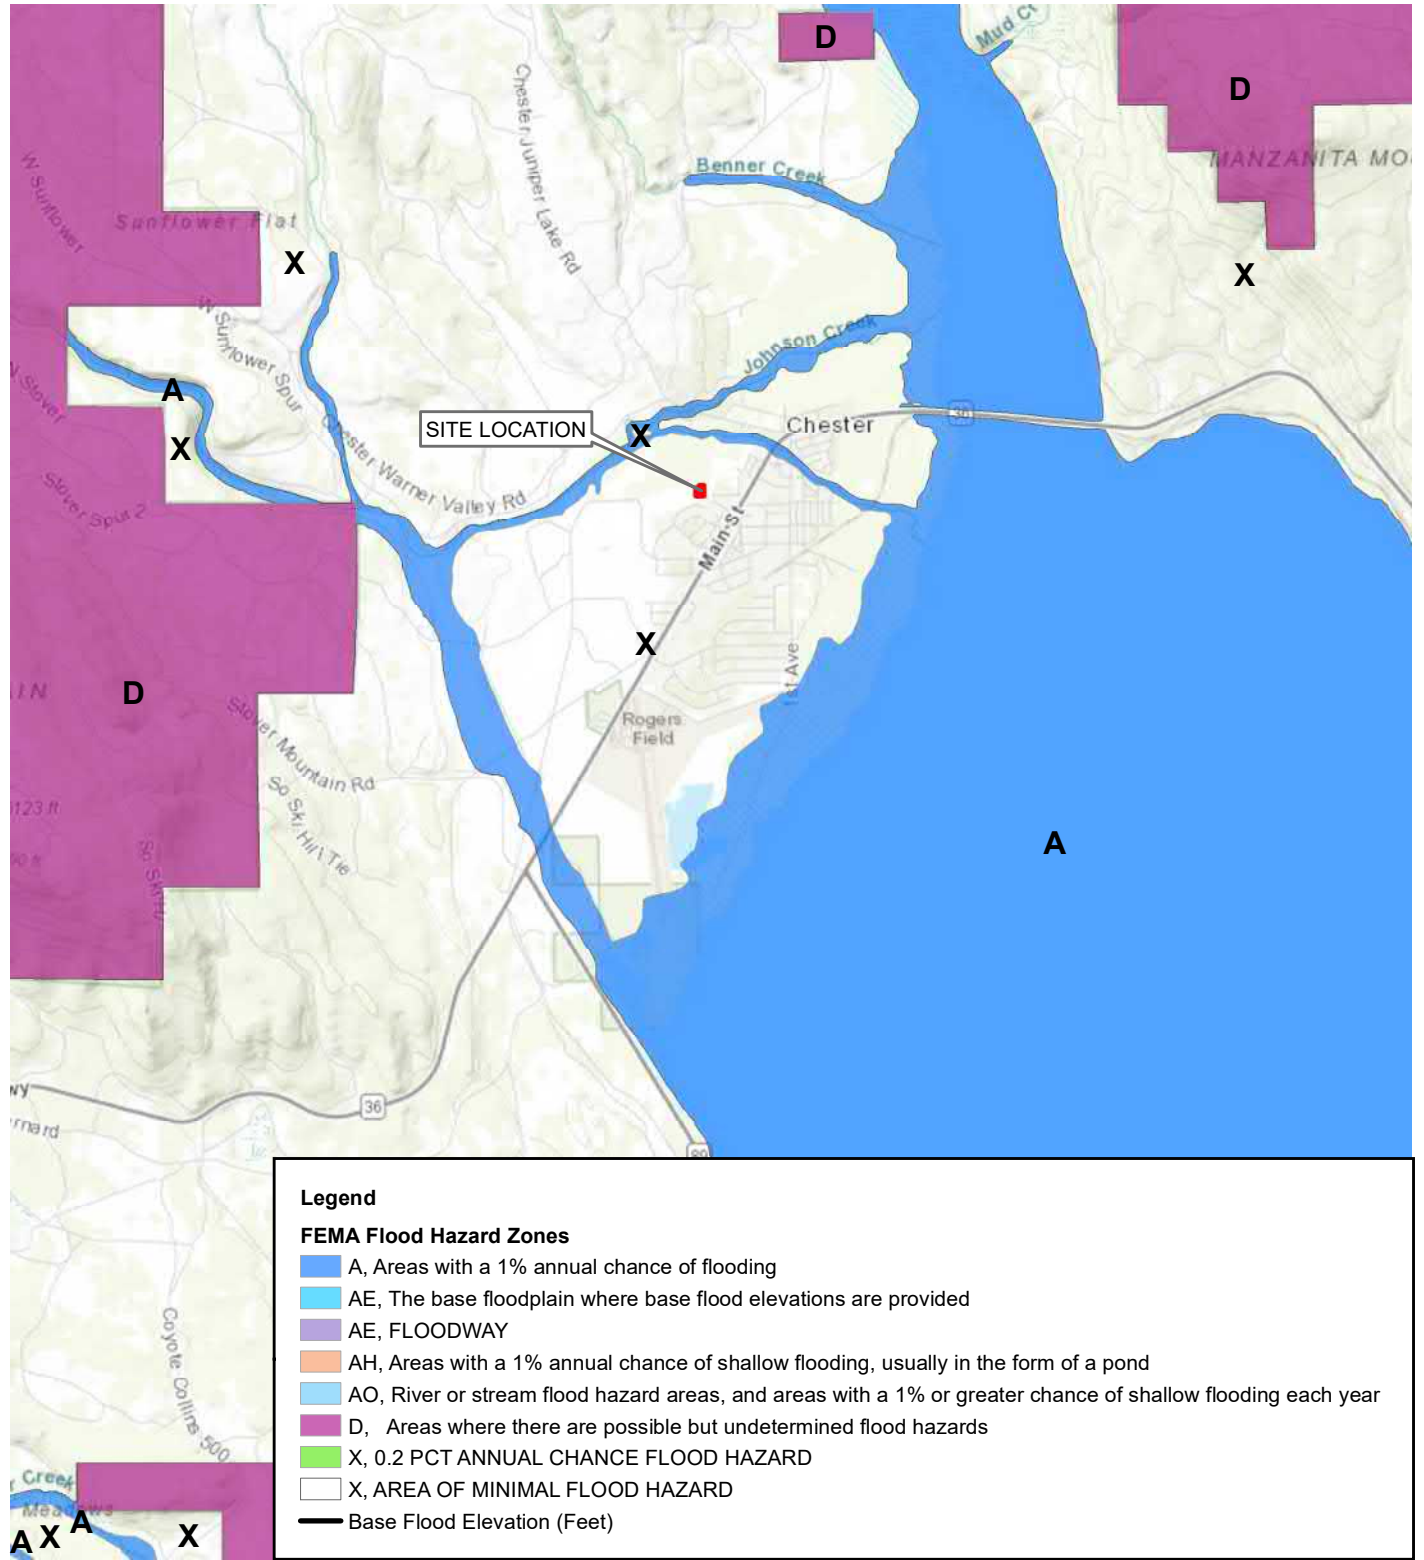 D
Mud
D
MANZANITA MO
Chester Juniper Lake Rd
W Sunflower
Benner Creek
Sunflower Flat
X
X
W Sunflower Spur
Johnson Creek
N Stover
A
X
SITE LOCATION
X
Chester
36
Chester Warner Valley Rd
Stover Spur 2
Main St
X
1st Ave
D
Rogers
Field
Stover Mountain Rd
So Ski Hill Tie
A
36
89
Coyote Collins 500
Creek
Meadows
A
X
A
X
Legend
FEMA Flood Hazard Zones
A, Areas with a 1% annual chance of flooding
AE, The base floodplain where base flood elevations are provided
AE, FLOODWAY
AH, Areas with a 1% annual chance of shallow flooding, usually in the form of a pond
AO, River or stream flood hazard areas, and areas with a 1% or greater chance of shallow flooding each year
D, Areas where there are possible but undetermined flood hazards
X, 0.2 PCT ANNUAL CHANCE FLOOD HAZARD
X, AREA OF MINIMAL FLOOD HAZARD
Base Flood Elevation (Feet)